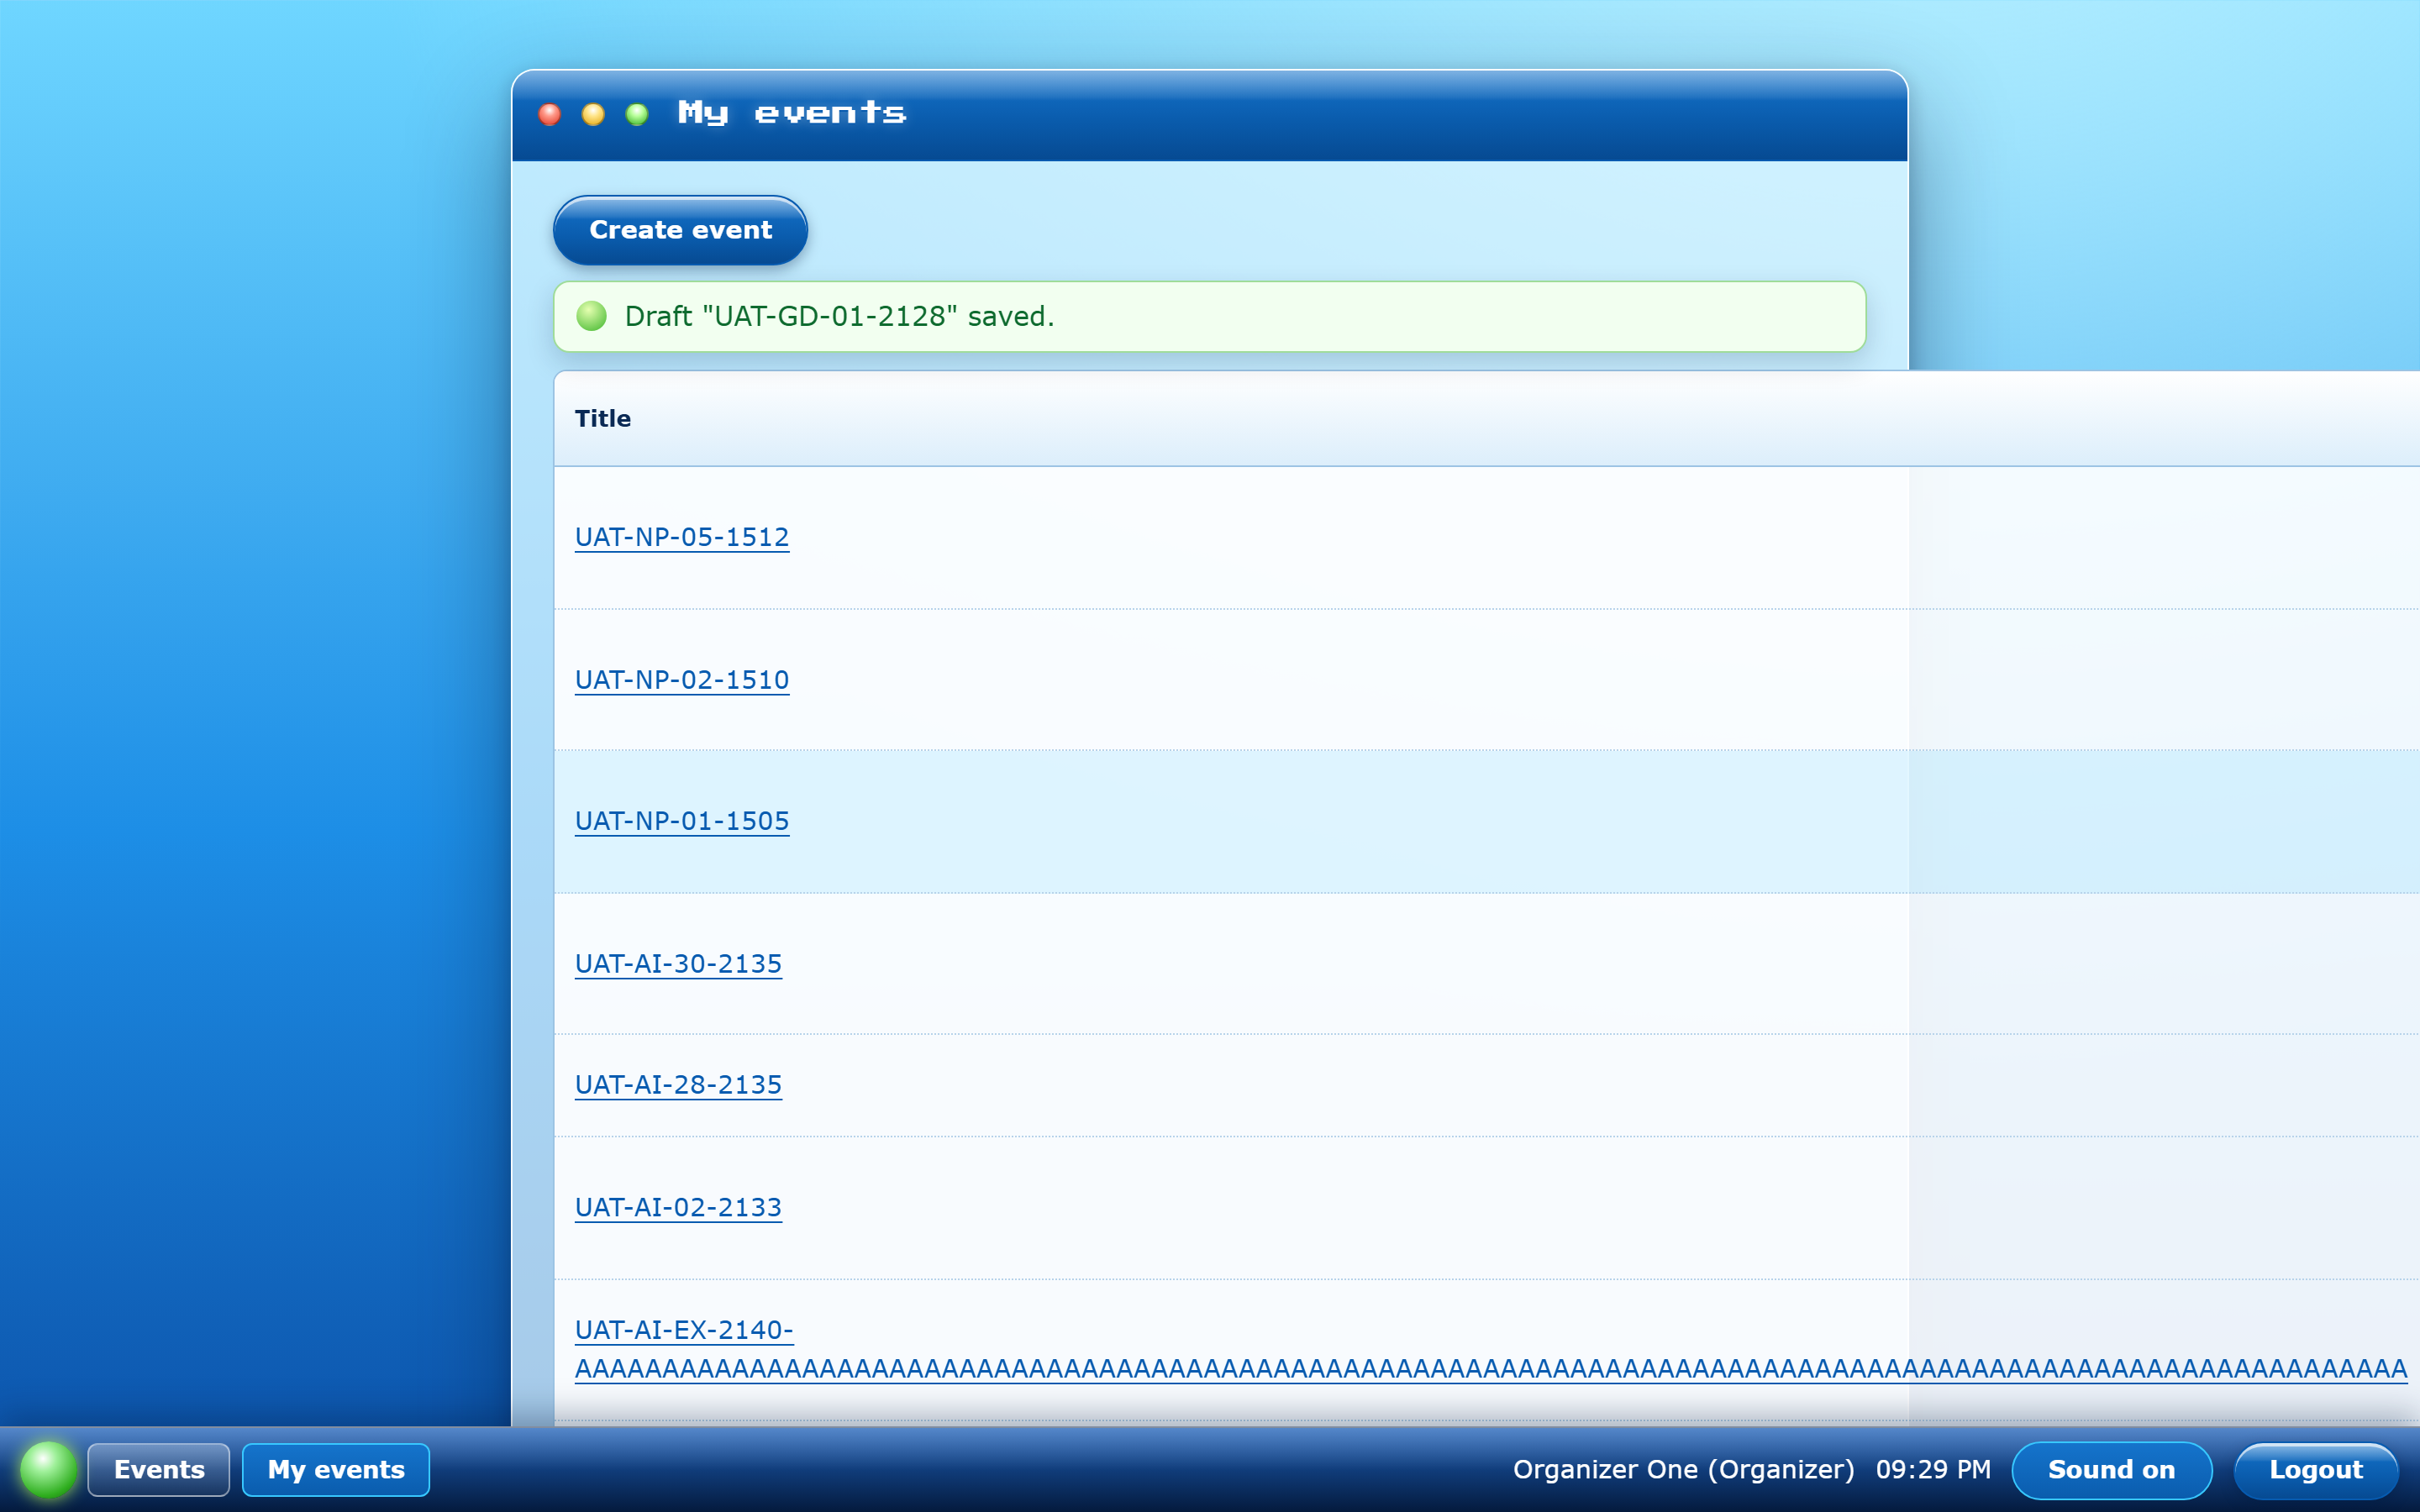 My events
Create event
Draft "UAT-GD-01-2128" saved.
Title
UAT-NP-05-1512
UAT-NP-02-1510
UAT-NP-01-1505
UAT-AI-30-2135
UAT-AI-28-2135
UAT-AI-02-2133
UAT-AI-EX-2140-
AAAAAAAAAAAAAAAAAAAAAAAAAAAAAAAAAAAAAAAAAAAAAAAAAAAAAAAAAAAAAAAAAAAAAAAAAAAAAAAAAAAAAAAAAAAAAAAAAAAAAAAAA
Events
My events
Organizer One (Organizer)
09:29 PM
Sound on
Logout